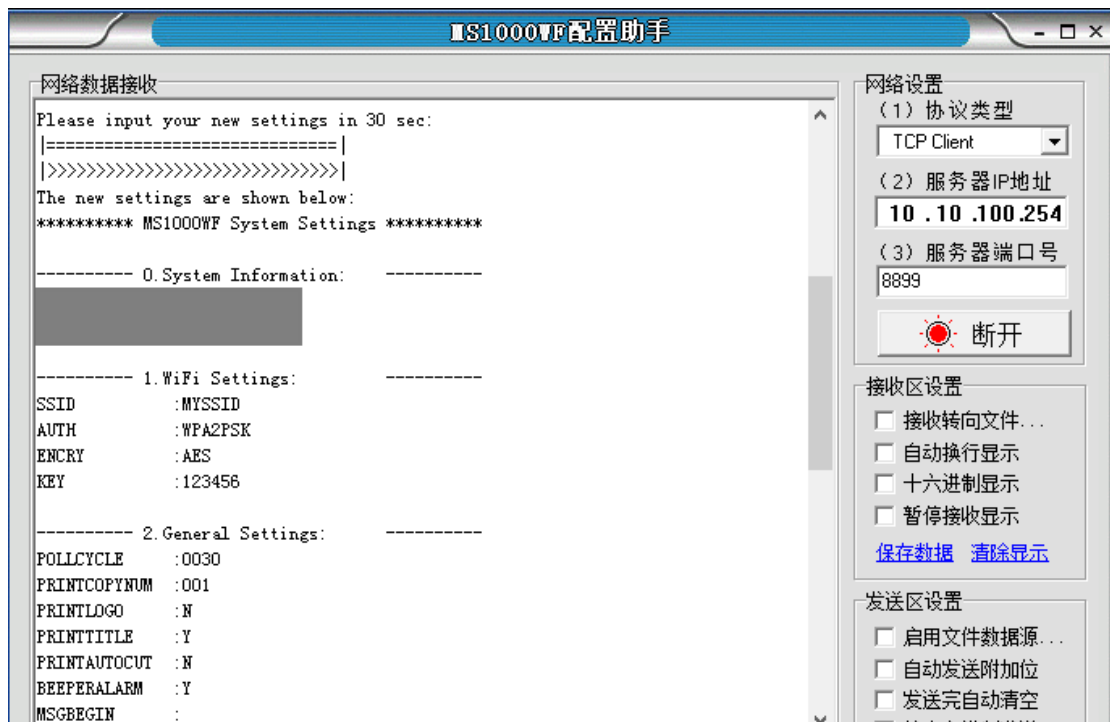 MS1000WF配置助手
网络数据接收
Please input your new settings in 30 sec:
|==============================|
|>>>>>>>>>>>>>>>>>>>>>>>>>>>>>>|
The new settings are shown below:
********** MS1000WF System Settings **********
---------- 0.System Information:    ----------
---------- 1.WiFi Settings:         ----------
SSID          :MYSSID
AUTH          :WPA2PSK
ENCRY         :AES
KEY           :123456
---------- 2.General Settings:      ----------
POLLCYCLE     :0030
PRINTCOPYNUM  :001
PRINTLOGO     :N
PRINTTITLE    :Y
PRINTAUTOCUT  :N
BEEPERALARM   :Y
MSGBEGIN      :
网络设置
(1) 协议类型
TCP Client
(2) 服务器IP地址
10 .10 .100.254
(3) 服务器端口号
8899
断开
接收区设置
接收转向文件...
自动换行显示
十六进制显示
暂停接收显示
保存数据 清除显示
发送区设置
启用文件数据源...
自动发送附加位
发送完自动清空